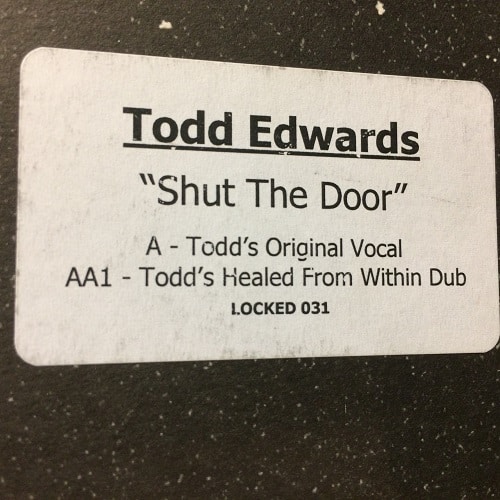 Todd Edwards
“Shut The Door”
A - Todd’s Original Vocal
AA1 - Todd’s Healed From Within Dub
LOCKED 031